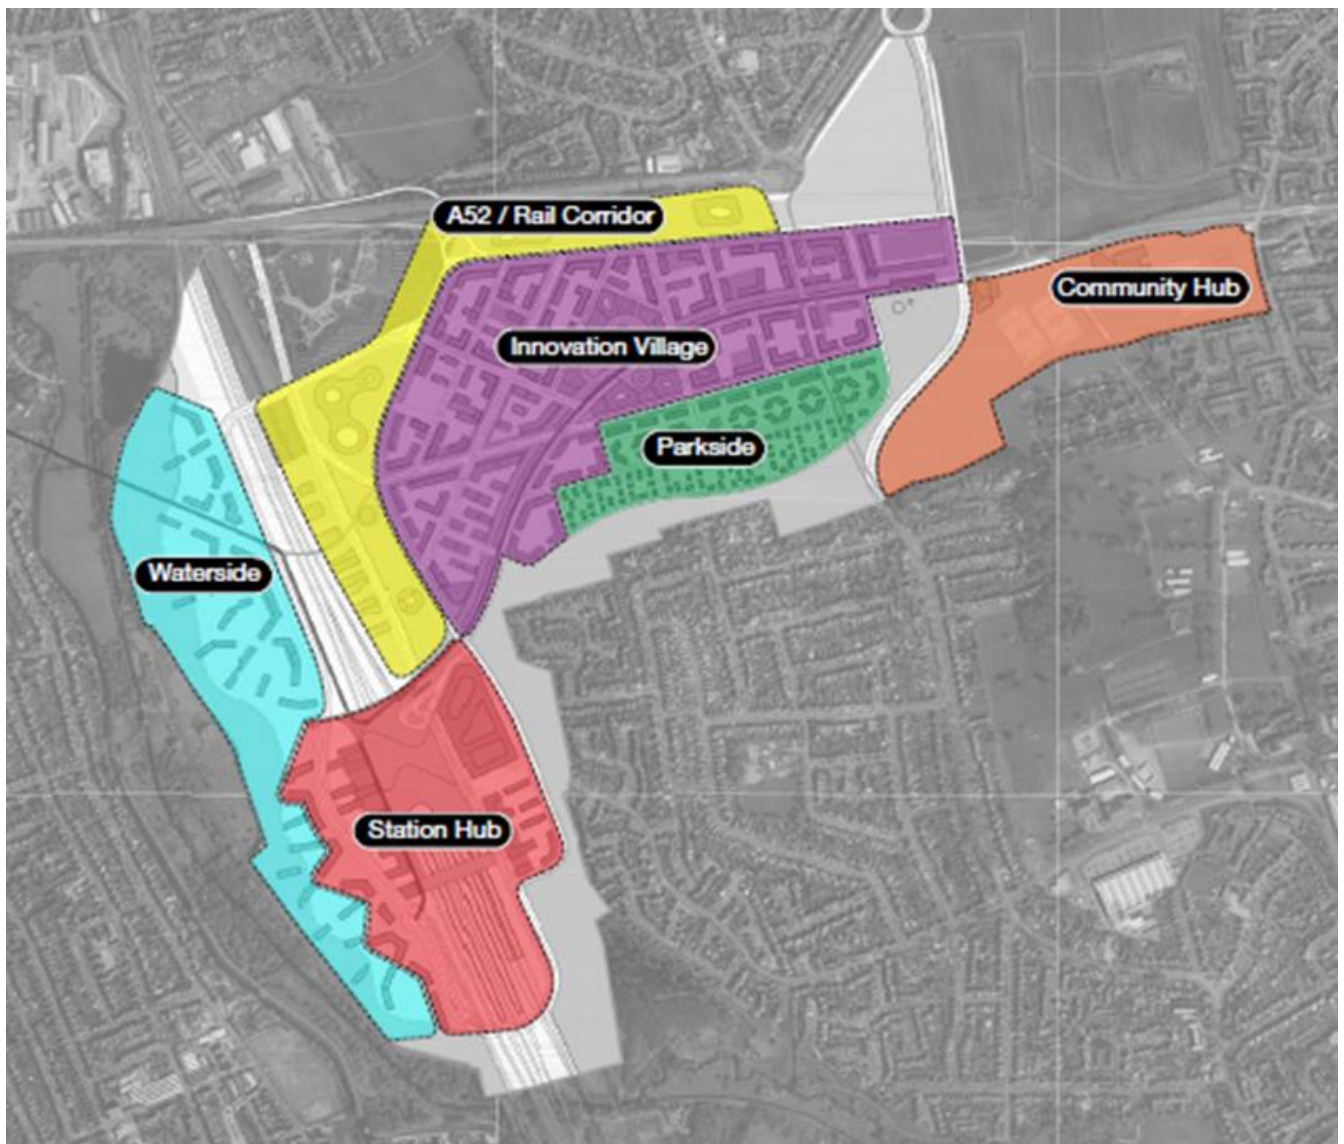 A52 / Rail Corridor
Community Hub
Innovation Village
Parkside
Waterside
Station Hub